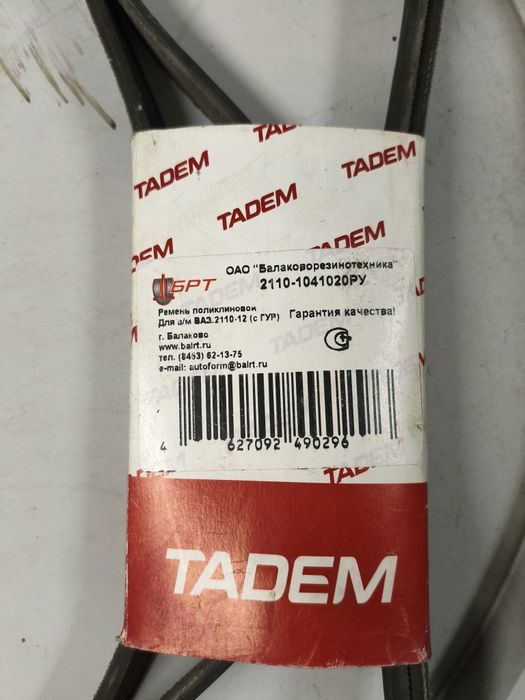 TADEM
TADEM
TADEM
TADEM
TADEM
ОАО "Балаковорезинотехника"
БРТ
2110-1041020РУ
Ремень поликлиновой
Для а/м ВАЗ.2110-12 (с ГУР)
Гарантия качества!
г. Балаково
www.balrt.ru
тел. (8453) 62-13-75
e-mail: autoform@balrt.ru
4 627092 490296
TAD
TADEM